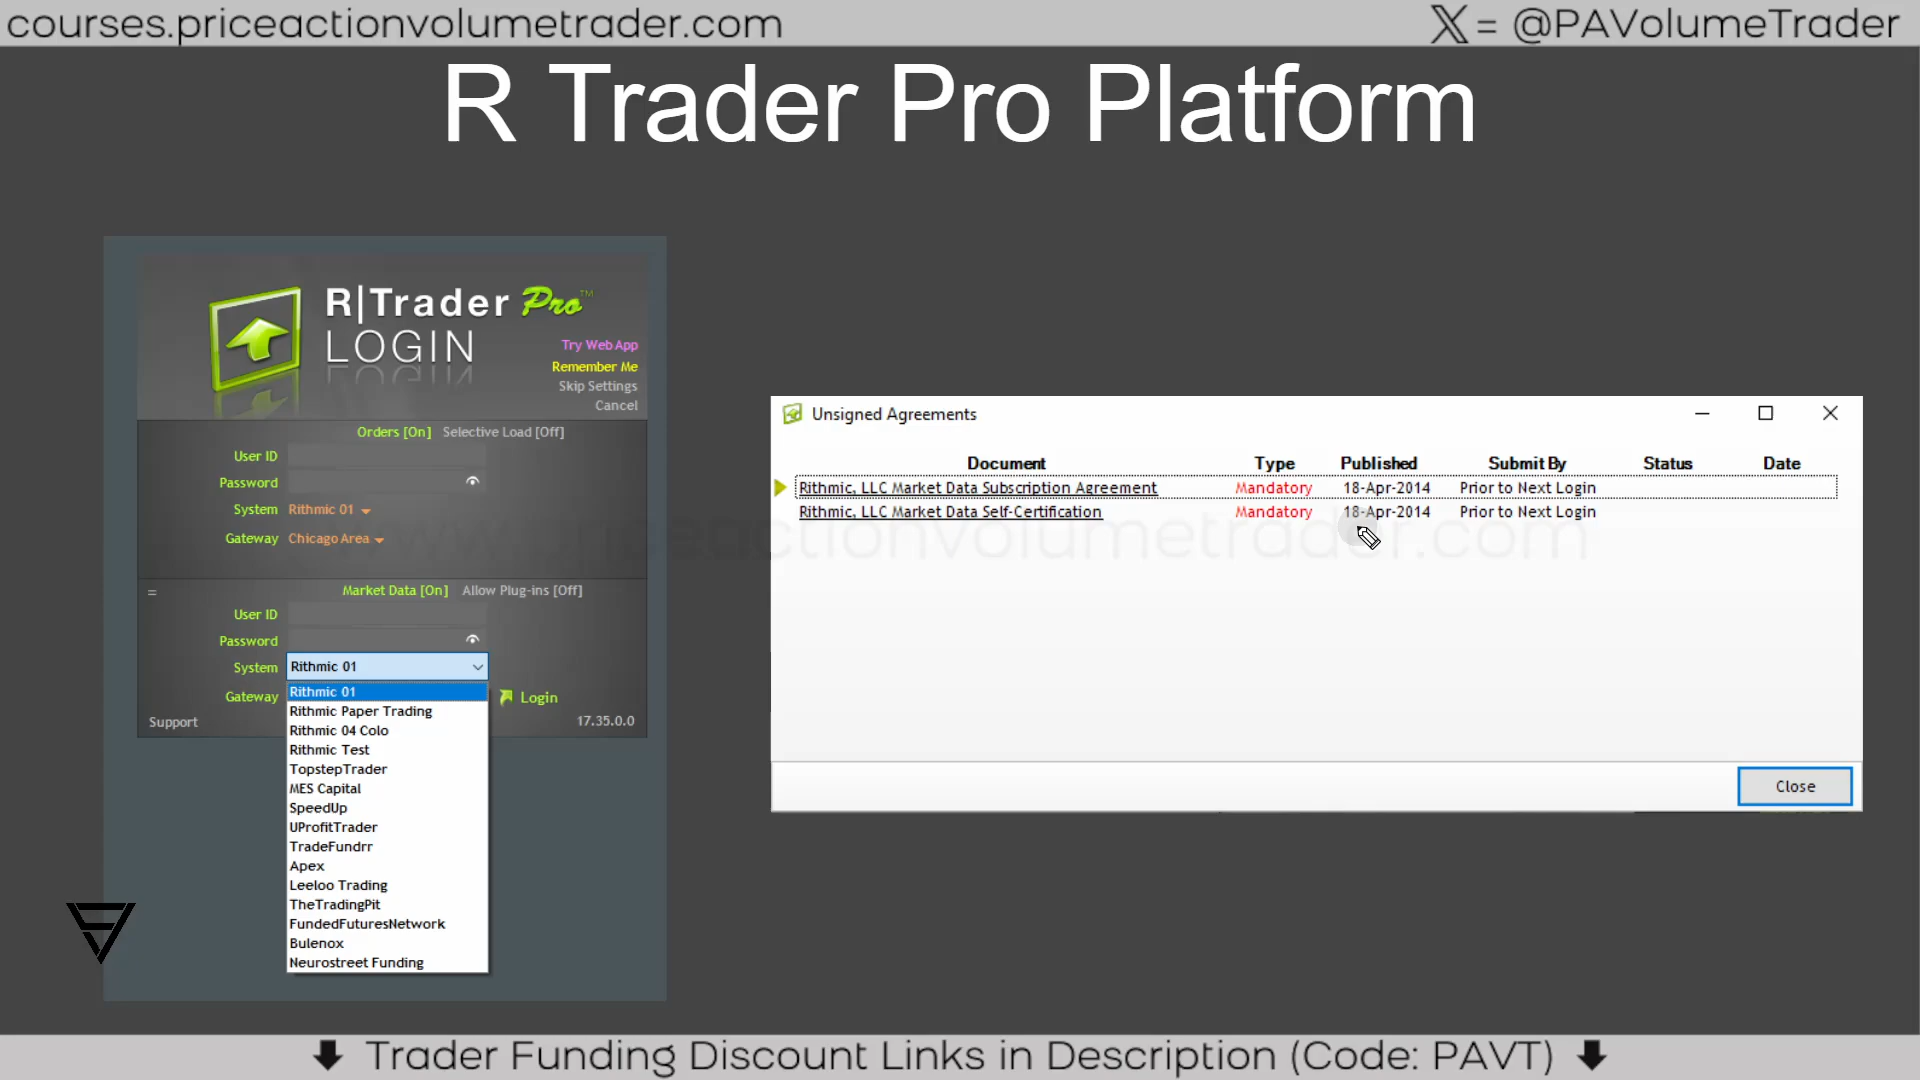 courses.priceactionvolumetrader.com
X = @PAVolumeTrader
R Trader Pro Platform
R|Trader Pro™
LOGIN
Try Web App
Remember Me
Skip Settings
Cancel
Orders [On] Selective Load [Off]
User ID
Password
System Rithmic 01
Gateway Chicago Area
= Market Data [On] Allow Plug-ins [Off]
User ID
Password
System Rithmic 01
Gateway Login
Support 17.35.0.0
Rithmic 01
Rithmic Paper Trading
Rithmic 04 Colo
Rithmic Test
TopstepTrader
MES Capital
SpeedUp
UProfitTrader
TradeFundrr
Apex
Leeloo Trading
TheTradingPit
FundedFuturesNetwork
Bulenox
Neurostreet Funding
Unsigned Agreements
Document Type Published Submit By Status Date
Rithmic, LLC Market Data Subscription Agreement Mandatory 18-Apr-2014 Prior to Next Login
Rithmic, LLC Market Data Self-Certification Mandatory 18-Apr-2014 Prior to Next Login
www.priceactionvolumetrader.com
Close
Trader Funding Discount Links in Description (Code: PAVT)